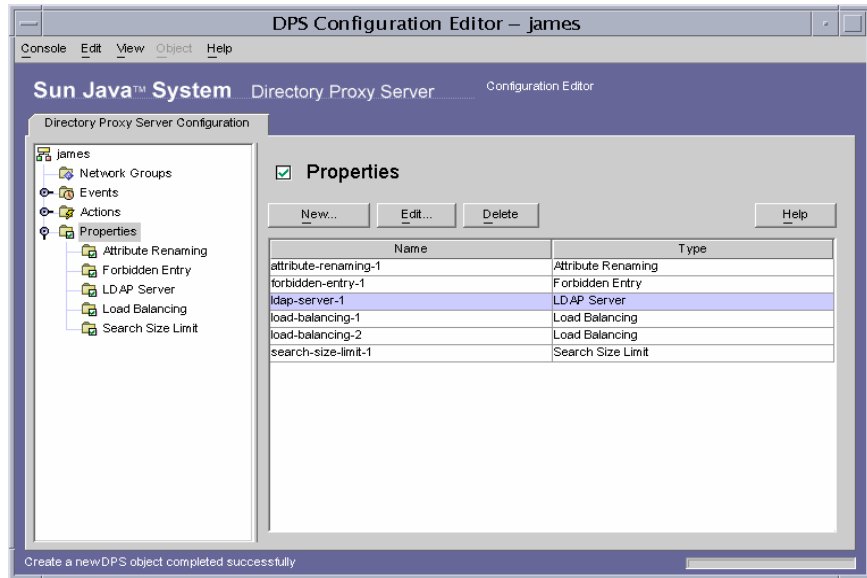 DPS Configuration Editor – james
Console Edit View Object Help
Sun Java™ System Directory Proxy Server Configuration Editor
Directory Proxy Server Configuration
james
Network Groups
Events
Actions
Properties
Attribute Renaming
Forbidden Entry
LDAP Server
Load Balancing
Search Size Limit
Properties
New... Edit... Delete Help
Name Type
attribute-renaming-1 Attribute Renaming
forbidden-entry-1 Forbidden Entry
ldap-server-1 LDAP Server
load-balancing-1 Load Balancing
load-balancing-2 Load Balancing
search-size-limit-1 Search Size Limit
Create a new DPS object completed successfully